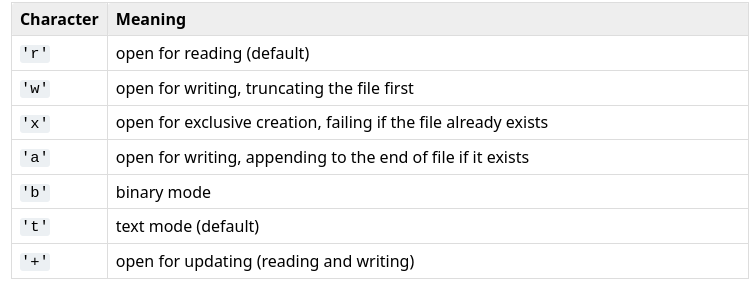 Character Meaning
'r' open for reading (default)
'w' open for writing, truncating the file first
'x' open for exclusive creation, failing if the file already exists
'a' open for writing, appending to the end of file if it exists
'b' binary mode
't' text mode (default)
'+' open for updating (reading and writing)